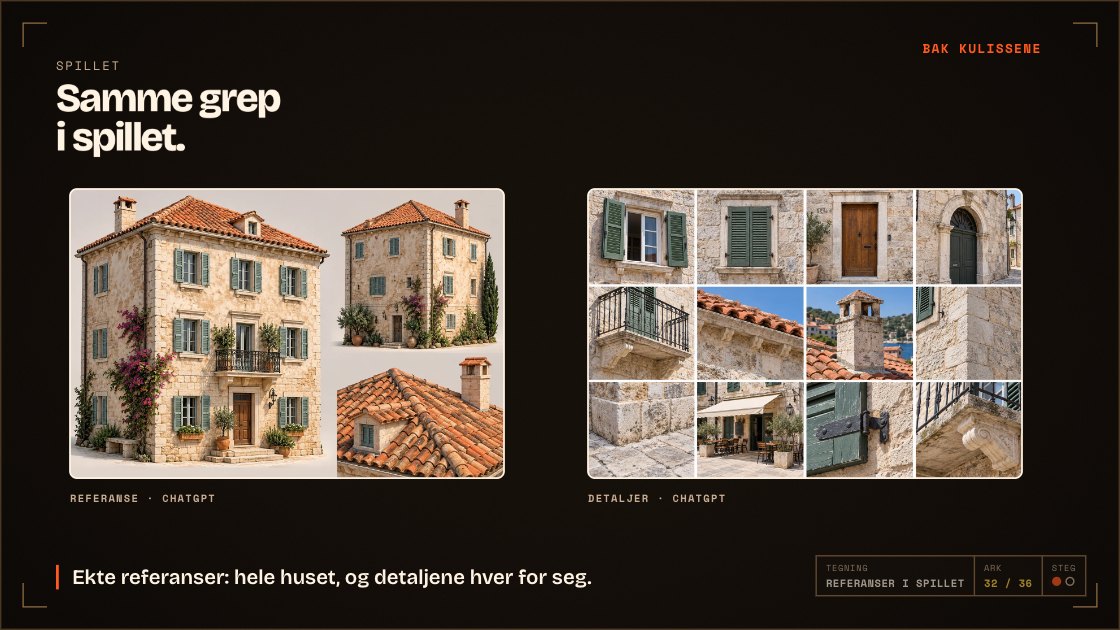 BAK KULISSENE
SPILLET
Samme grep
i spillet.
REFERANSE · CHATGPT
DETALJER · CHATGPT
Ekte referanser: hele huset, og detaljene hver for seg.
TEGNING
REFERANSER I SPILLET
ARK
32 / 36
STEG